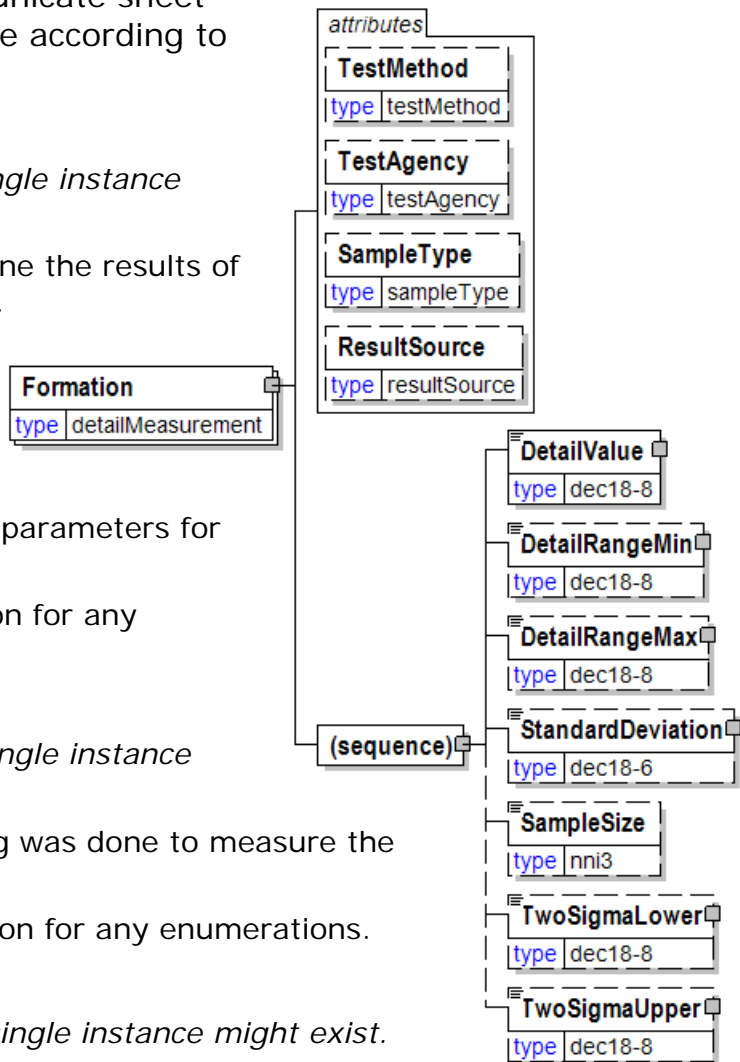 unicate sheet
e according to
ngle instance
ne the results of
.
parameters for
on for any
ngle instance
g was done to measure the
on for any enumerations.
single instance might exist.
attributes
TestMethod
type testMethod
TestAgency
type testAgency
SampleType
type sampleType
ResultSource
type resultSource
Formation
type detailMeasurement
(sequence)
DetailValue
type dec18-8
DetailRangeMin
type dec18-8
DetailRangeMax
type dec18-8
StandardDeviation
type dec18-6
SampleSize
type nni3
TwoSigmaLower
type dec18-8
TwoSigmaUpper
type dec18-8